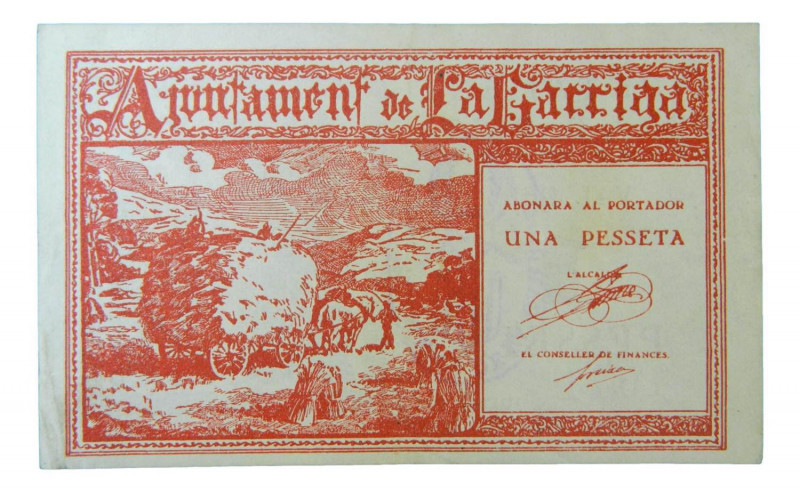 Ajuntament de La Garriga
ABONARA AL PORTADOR
UNA PESSETA
L'ALCALDE
EL CONSELLER DE FINANCES.